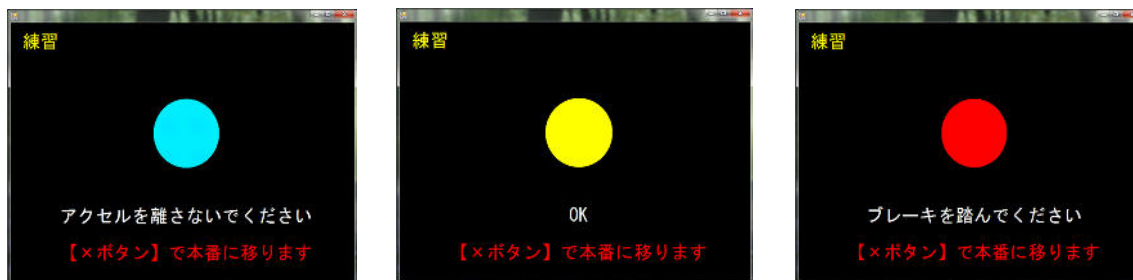 練習
アクセルを離さないでください
【×ボタン】で本番に移ります
練習
OK
【×ボタン】で本番に移ります
練習
ブレーキを踏んでください
【×ボタン】で本番に移ります